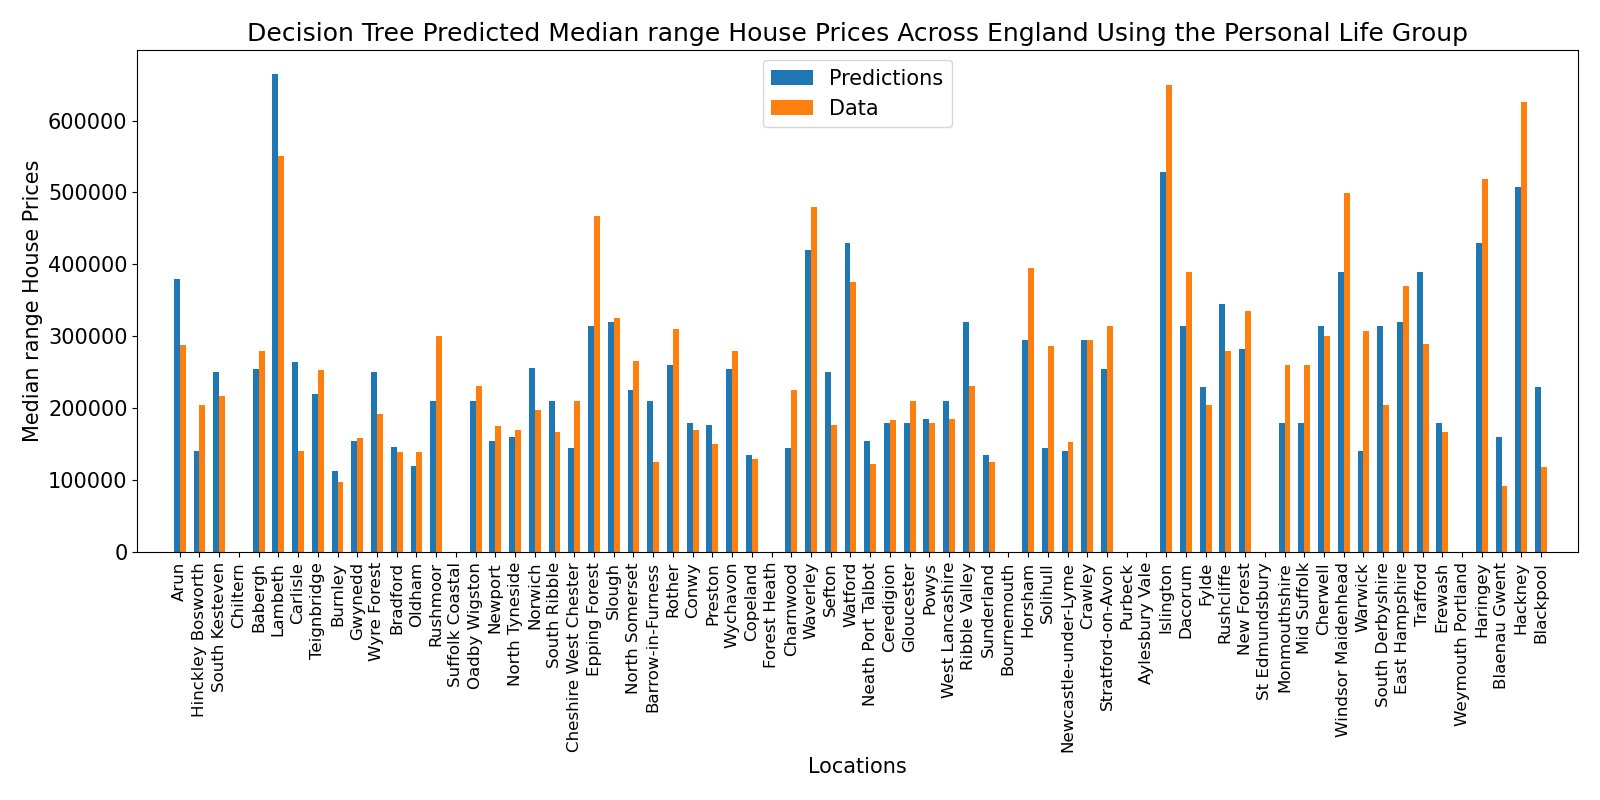 Decision Tree Predicted Median range House Prices Across England Using the Personal Life Group
Predictions
Data
Median range House Prices
600000
500000
400000
300000
200000
100000
0
Arun
Hinckley Bosworth
South Kesteven
Chiltern
Babergh
Lambeth
Carlisle
Teignbridge
Burnley
Gwynedd
Wyre Forest
Bradford
Oldham
Rushmoor
Suffolk Coastal
Oadby Wigston
Newport
North Tyneside
Norwich
South Ribble
Cheshire West Chester
Epping Forest
Slough
North Somerset
Barrow-in-Furness
Rother
Conwy
Preston
Wychavon
Copeland
Forest Heath
Charnwood
Waverley
Sefton
Watford
Neath Port Talbot
Ceredigion
Gloucester
Powys
West Lancashire
Ribble Valley
Sunderland
Bournemouth
Horsham
Solihull
Newcastle-under-Lyme
Crawley
Stratford-on-Avon
Purbeck
Aylesbury Vale
Islington
Dacorum
Fylde
Rushcliffe
New Forest
St Edmundsbury
Monmouthshire
Mid Suffolk
Cherwell
Windsor Maidenhead
Warwick
South Derbyshire
East Hampshire
Trafford
Erewash
Weymouth Portland
Haringey
Blaenau Gwent
Hackney
Blackpool
Locations